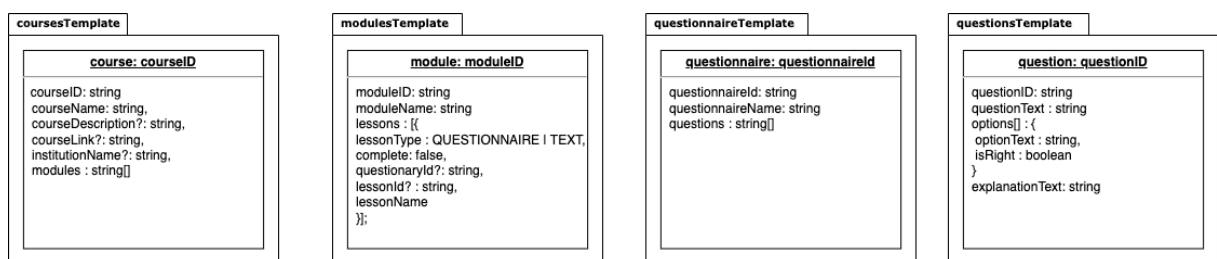 coursesTemplate
course: courseID
courseID: string
courseName: string,
courseDescription?: string,
courseLink?: string,
institutionName?: string,
modules : string[]
modulesTemplate
module: moduleID
moduleID: string
moduleName: string
lessons : [{
lessonType : QUESTIONNAIRE | TEXT,
complete: false,
questionaryId?: string,
lessonId? : string,
lessonName
}];
questionnaireTemplate
questionnaire: questionnaireId
questionnaireId: string
questionnaireName: string
questions : string[]
questionsTemplate
question: questionID
questionID: string
questionText : string
options[] : {
optionText : string,
isRight : boolean
}
explanationText: string